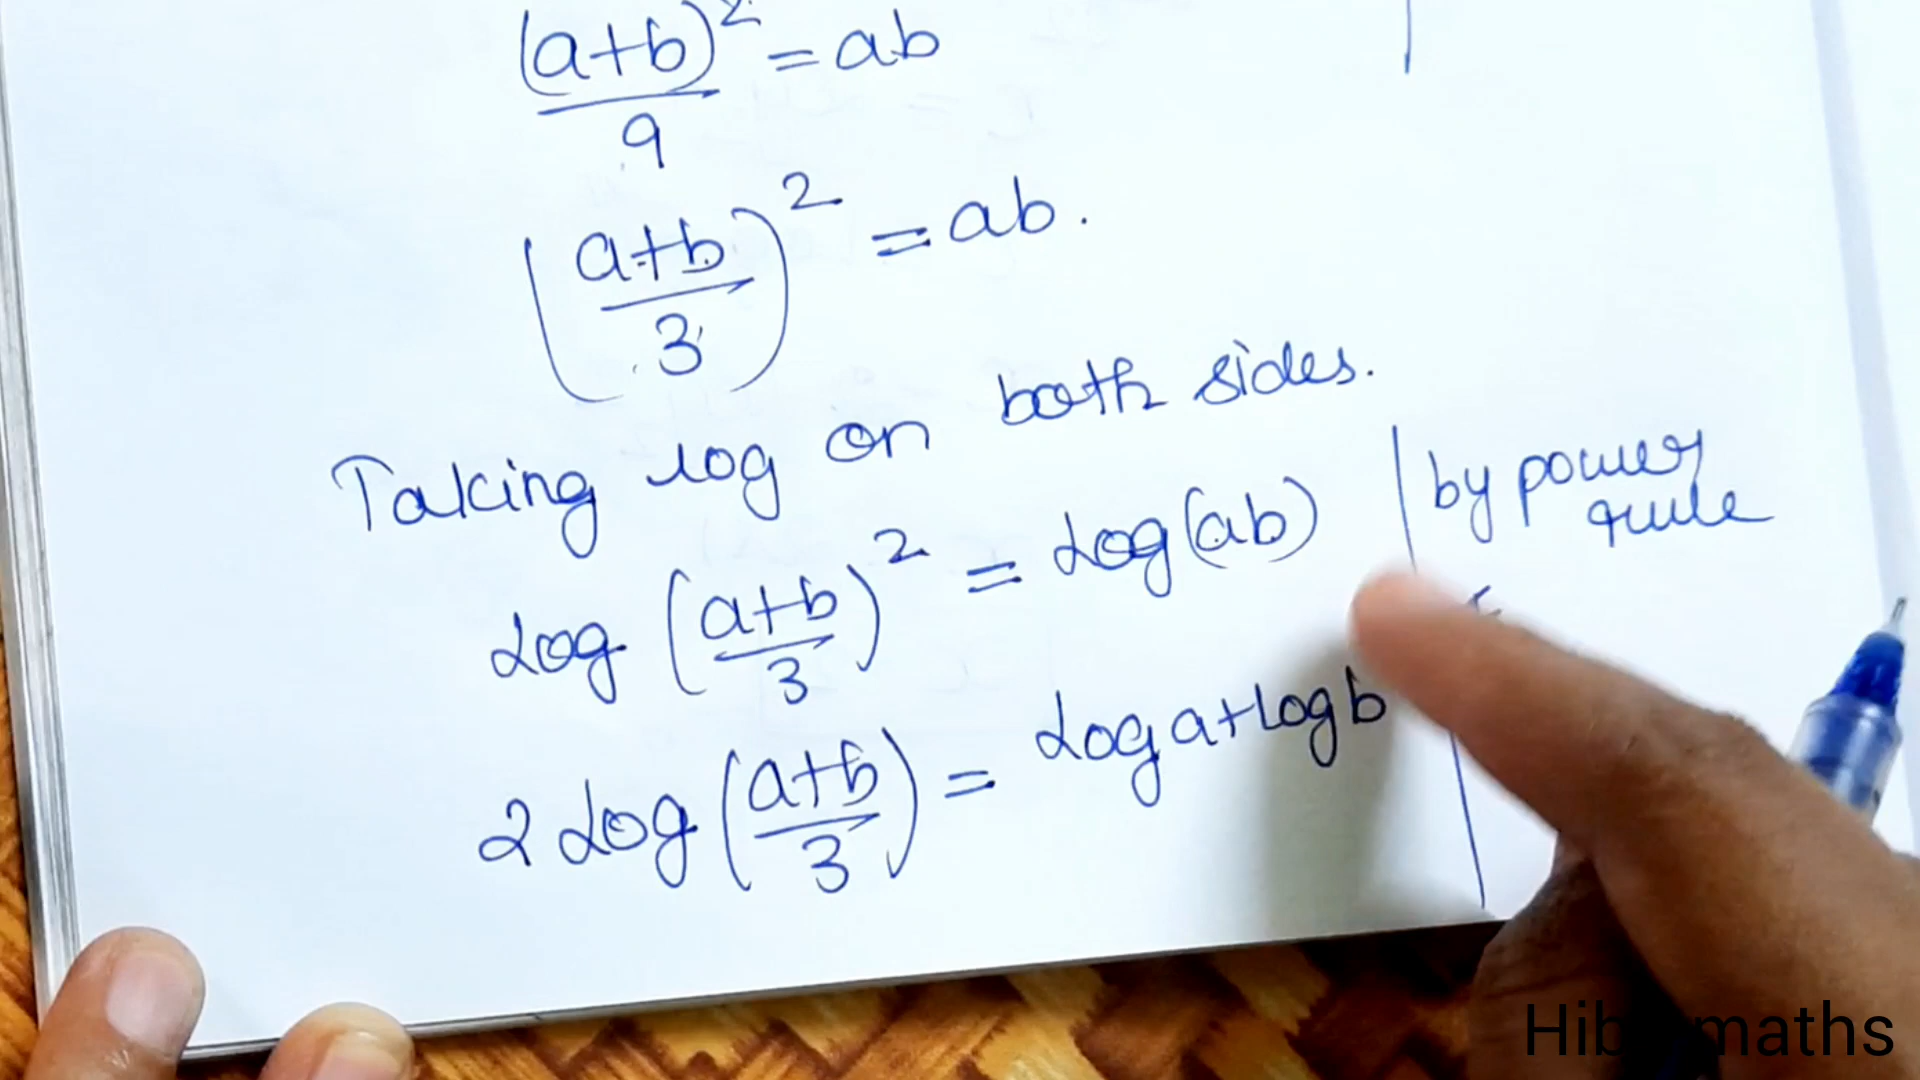 (a+b)²/9 = ab
((a+b)/3)² = ab.
Taking log on both sides.
Log ((a+b)/3)² = Log(ab)
by power
rule
2 Log ((a+b)/3) = Log a + log b
maths